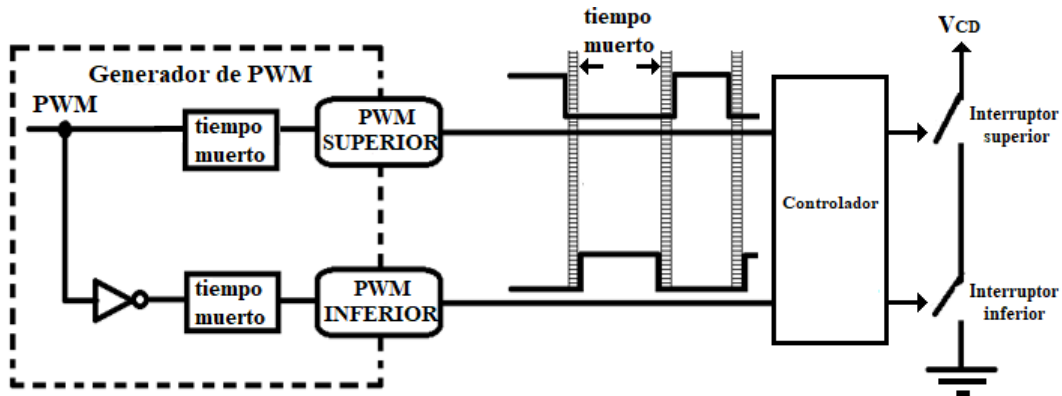 tiempo
muerto
V_CD
Generador de PWM
PWM
tiempo
muerto
PWM
SUPERIOR
Interruptor
superior
Controlador
tiempo
muerto
PWM
INFERIOR
Interruptor
inferior